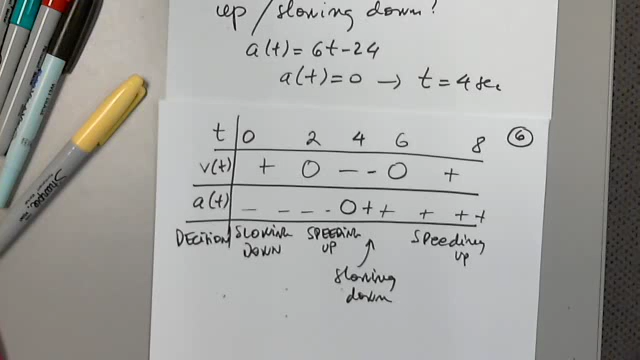 up / slowing down?
a(t) = 6t - 24
a(t) = 0 → t = 4 sec
t 0 2 4 6 8 ⑥
v(t) + 0 - - 0 +
a(t) - - - - 0 + + + + +
DECITION SLOWING DOWN SPEEDING UP slowing down Speeding up
Sharpie